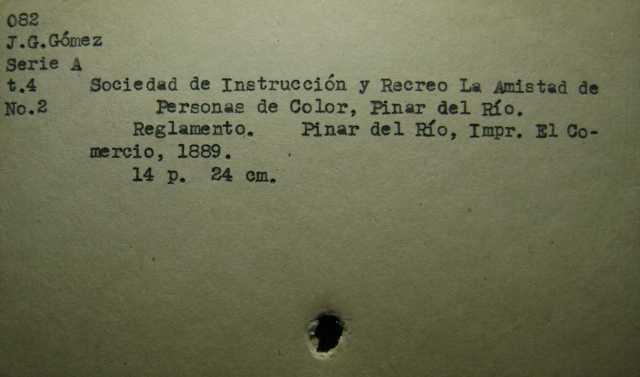 082
J.G.Gómez
Serie A
t.4 Sociedad de Instrucción y Recreo La Amistad de
No.2 Personas de Color, Pinar del Río.
Reglamento. Pinar del Río, Impr. El Co-
mercio, 1889.
14 p. 24 cm.